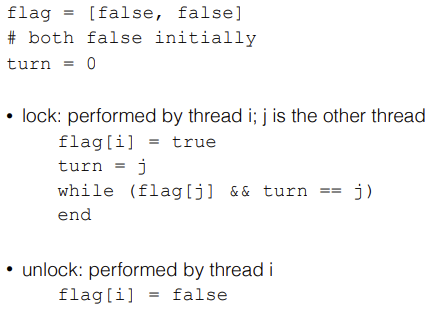 flag = [false, false]
# both false initially
turn = 0
• lock: performed by thread i; j is the other thread
flag[i] = true
turn = j
while (flag[j] && turn == j)
end
• unlock: performed by thread i
flag[i] = false